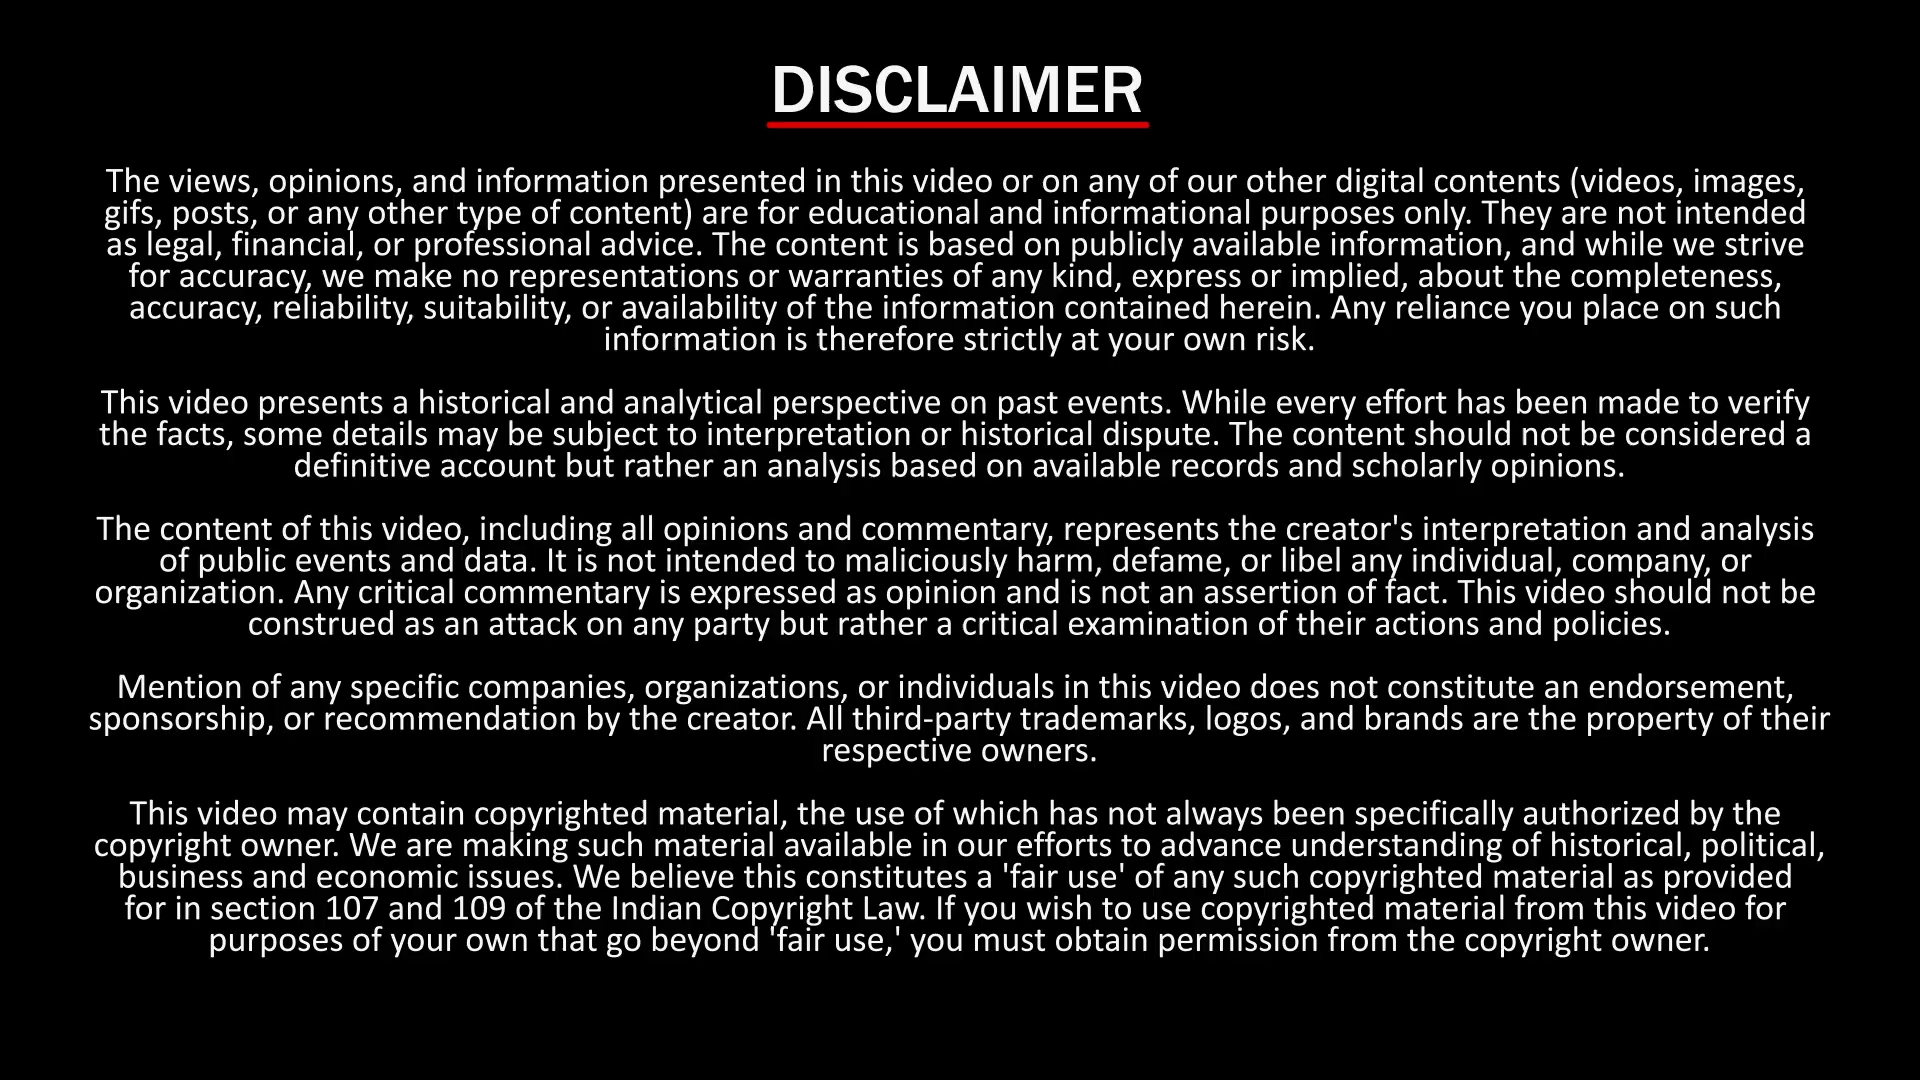 DISCLAIMER
The views, opinions, and information presented in this video or on any of our other digital contents (videos, images,
gifs, posts, or any other type of content) are for educational and informational purposes only. They are not intended
as legal, financial, or professional advice. The content is based on publicly available information, and while we strive
for accuracy, we make no representations or warranties of any kind, express or implied, about the completeness,
accuracy, reliability, suitability, or availability of the information contained herein. Any reliance you place on such
information is therefore strictly at your own risk.
This video presents a historical and analytical perspective on past events. While every effort has been made to verify
the facts, some details may be subject to interpretation or historical dispute. The content should not be considered a
definitive account but rather an analysis based on available records and scholarly opinions.
The content of this video, including all opinions and commentary, represents the creator's interpretation and analysis
of public events and data. It is not intended to maliciously harm, defame, or libel any individual, company, or
organization. Any critical commentary is expressed as opinion and is not an assertion of fact. This video should not be
construed as an attack on any party but rather a critical examination of their actions and policies.
Mention of any specific companies, organizations, or individuals in this video does not constitute an endorsement,
sponsorship, or recommendation by the creator. All third-party trademarks, logos, and brands are the property of their
respective owners.
This video may contain copyrighted material, the use of which has not always been specifically authorized by the
copyright owner. We are making such material available in our efforts to advance understanding of historical, political,
business and economic issues. We believe this constitutes a 'fair use' of any such copyrighted material as provided
for in section 107 and 109 of the Indian Copyright Law. If you wish to use copyrighted material from this video for
purposes of your own that go beyond 'fair use,' you must obtain permission from the copyright owner.